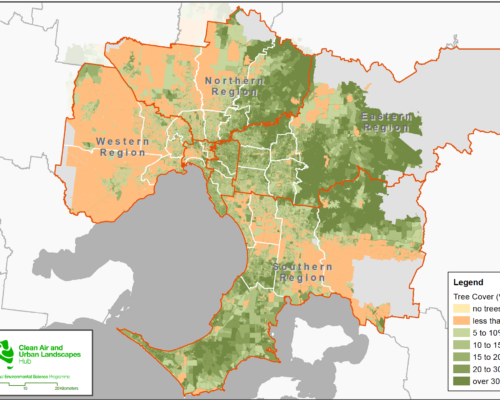 Northern
Region
Eastern
Region
Western
Region
Southern
Region
Legend
Tree Cover (%
no trees
less tha
5 to 10%
10 to 15
15 to 20
20 to 30
over 30
Clean Air and
Urban Landscapes
Hub
Environmental Science Programme
10 20 Kilometers